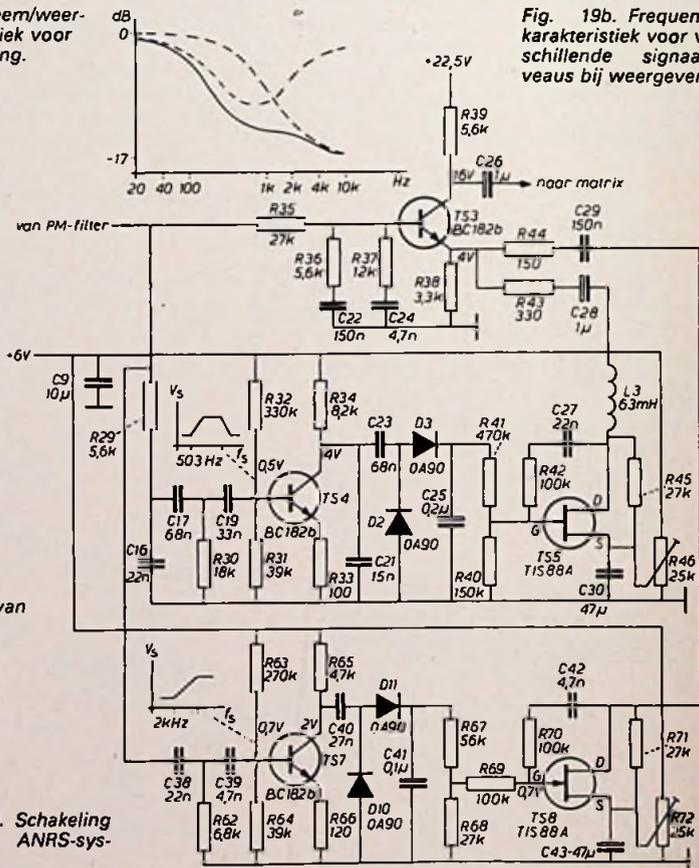 eem/weer-
tiek voor
ng.
Fig. 19b. Frequen
karakteristiek voor v
schillende signaa
veaus bij weergever
dB
0
-17
20 40 100 1k 2k 4k 10k Hz
+22,5V
R39
5,6k
C26
1µ
16V
naar matrix
van PM-filter
R35
27k
TS3
BC182b
4V
R44
150
C29
150n
R36
5,6k
R37
12k
R38
3,3k
R43
330
C28
1µ
C22
150n
C24
4,7n
+6V
C9
10µ
R29
5,6k
Vs
503 Hz
fs
R32
330k
0,5V
R34
8,2k
4V
C23
68n
D3
OA90
R41
470k
C27
22n
L3
63mH
C17
68n
C19
33n
TS4
BC182b
D2
OA90
C25
0,2µ
R42
100k
R45
27k
C16
22n
R30
18k
R31
39k
R33
100
C21
15n
R40
150k
G
D
S
TS5
TIS88A
C30
47µ
R46
25k
van
Vs
2kHz
fs
R63
270k
0,7V
R65
4,7k
2V
C40
27n
D11
OA90
R67
56k
C42
4,7n
C38
22n
C39
4,7n
TS7
BC182b
C41
0,1µ
R69
100k
R70
100k
G
0,7V
D
S
R71
27k
R62
6,8k
R64
39k
R66
120
D10
OA90
R68
27k
TS8
TIS88A
C43-47µ
R72
25k
. Schakeling
ANRS-sys-